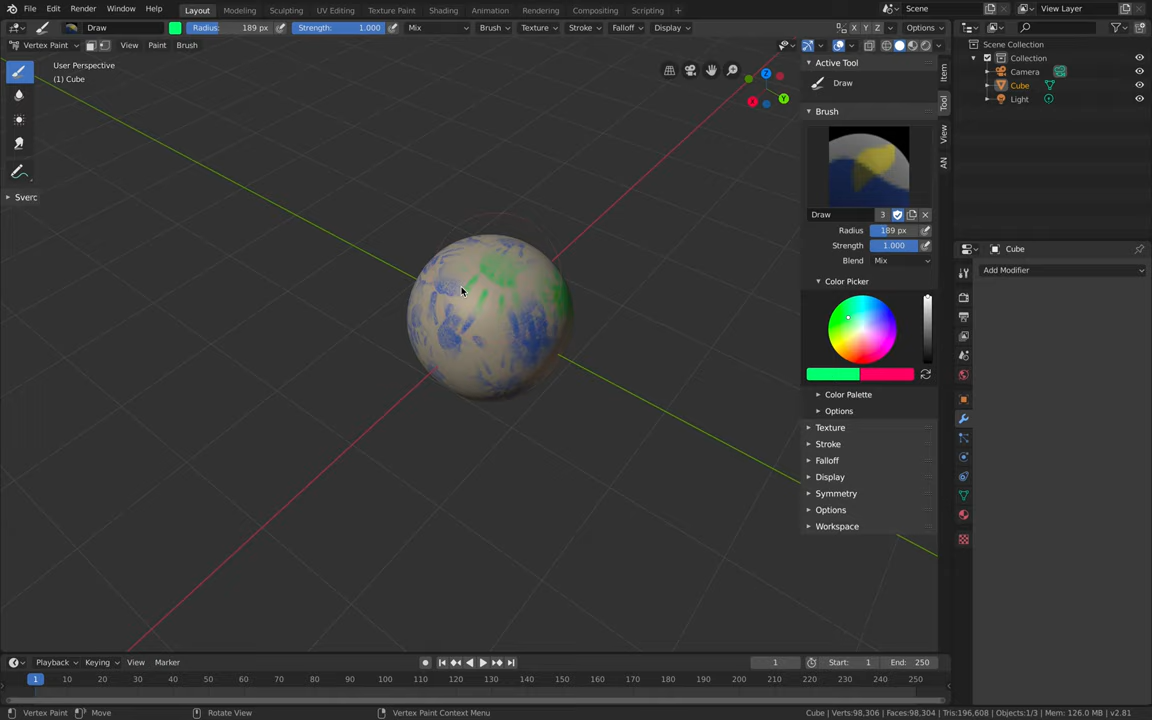 File Edit Render Window Help Layout Modeling Sculpting UV Editing Texture Paint Shading Animation Rendering Compositing Scripting + Scene View Layer
Draw Radius: 189 px Strength: 1.000 Mix Brush Texture Stroke Falloff Display X Y Z Options
Vertex Paint View Paint Brush
User Perspective
(1) Cube
Sverc
Z
Y
X
Active Tool
Draw
Brush
Draw 3
Radius 189 px
Strength 1.000
Blend Mix
Color Picker
Color Palette
Options
Texture
Stroke
Falloff
Display
Symmetry
Options
Workspace
Item
Tool
View
AN
Scene Collection
Collection
Camera
Cube
Light
Cube
Add Modifier
Playback Keying View Marker 1 Start: 1 End: 250
1 10 20 30 40 50 60 70 80 90 100 110 120 130 140 150 160 170 180 190 200 210 220 230 240 250
Vertex Paint Move Rotate View Vertex Paint Context Menu Cube | Verts:98,306 | Faces:98,304 | Tris:196,608 | Objects:1/3 | Mem: 126.0 MB | v2.81